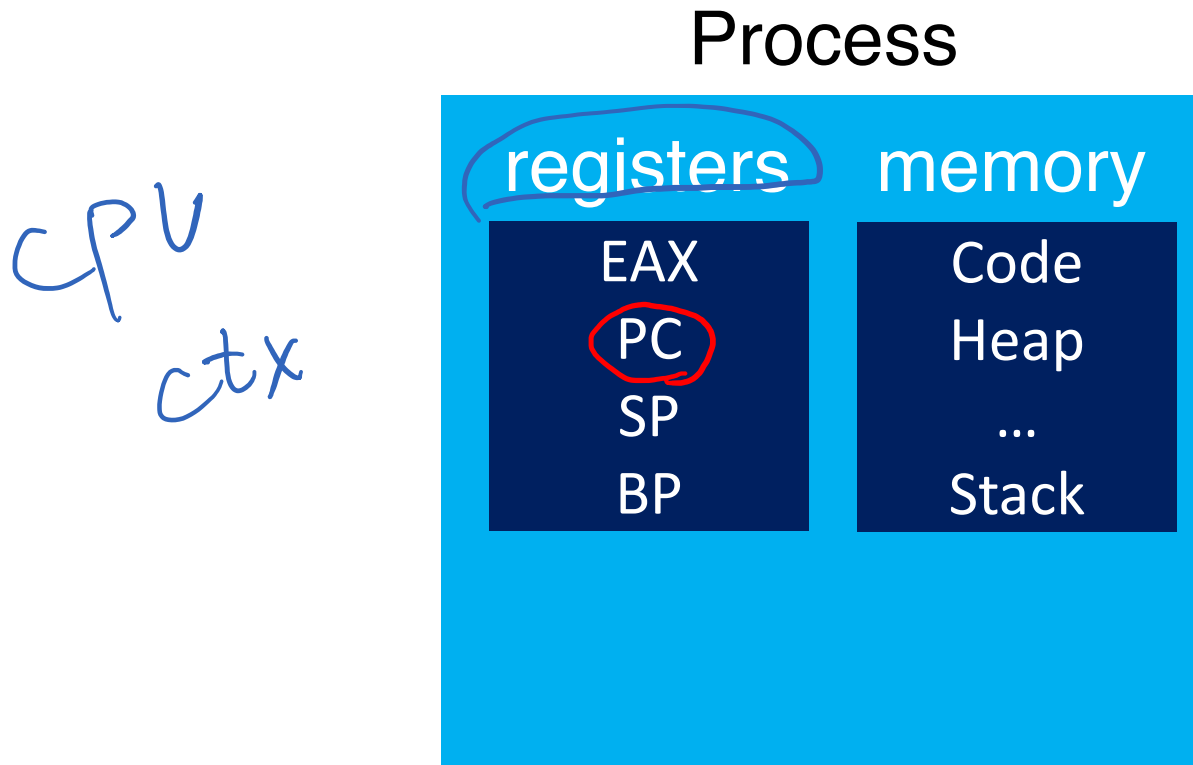 Process
registers
memory
EAX
PC
SP
BP
Code
Heap
...
Stack
CPU
ctx